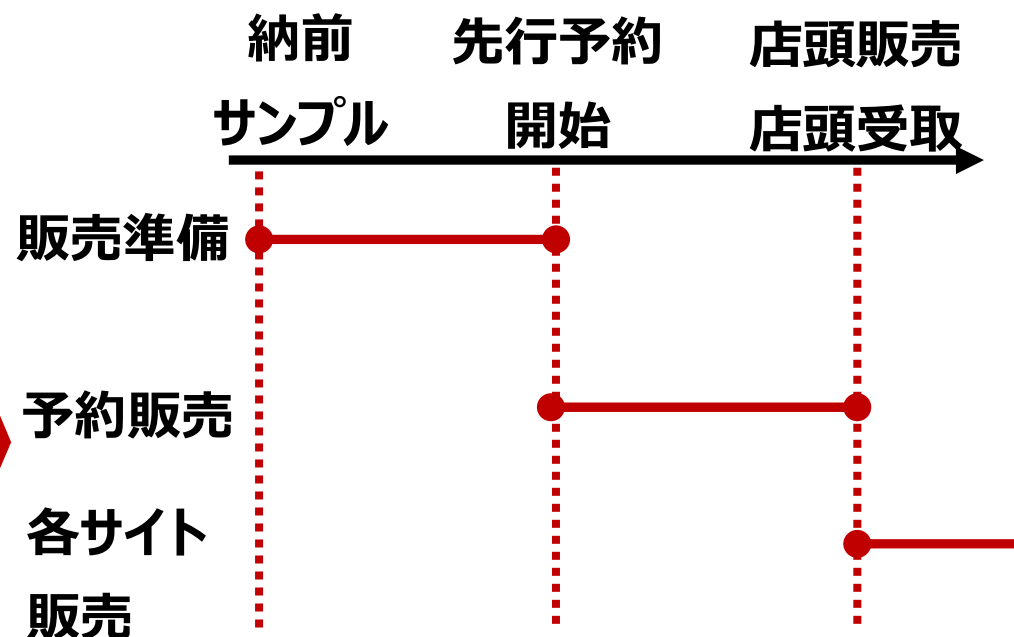 納前
サンプル
先行予約
開始
店頭販売
店頭受取
販売準備
予約販売
各サイト
販売